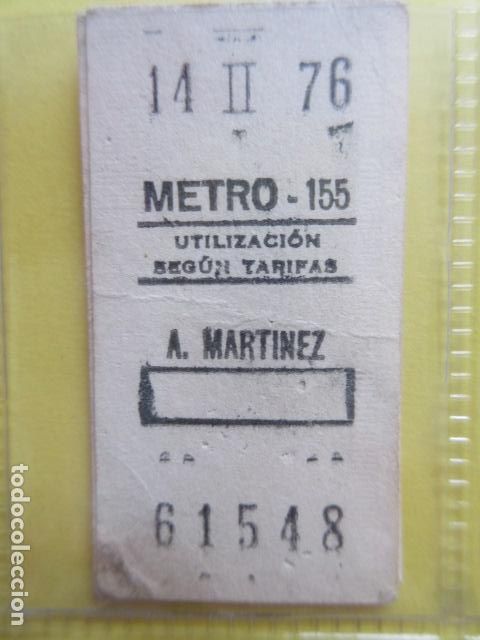 14 II 76
METRO - 155
UTILIZACIÓN
SEGÚN TARIFAS
A. MARTINEZ
61548
todocoleccion